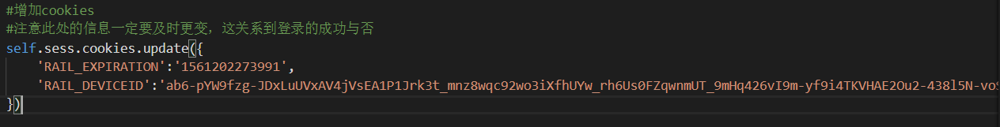 #增加cookies
#注意此处的信息一定要及时更变，这关系到登录的成功与否
self.sess.cookies.update({
'RAIL_EXPIRATION':'1561202273991',
'RAIL_DEVICEID':'ab6-pYW9fzg-JDxLuUVxAV4jVsEA1P1Jrk3t_mnz8wqc92wo3iXfhUYw_rh6Us0FZqwnmUT_9mHq426vI9m-yf9i4TKVHAE2Ou2-438l5N-vo
})